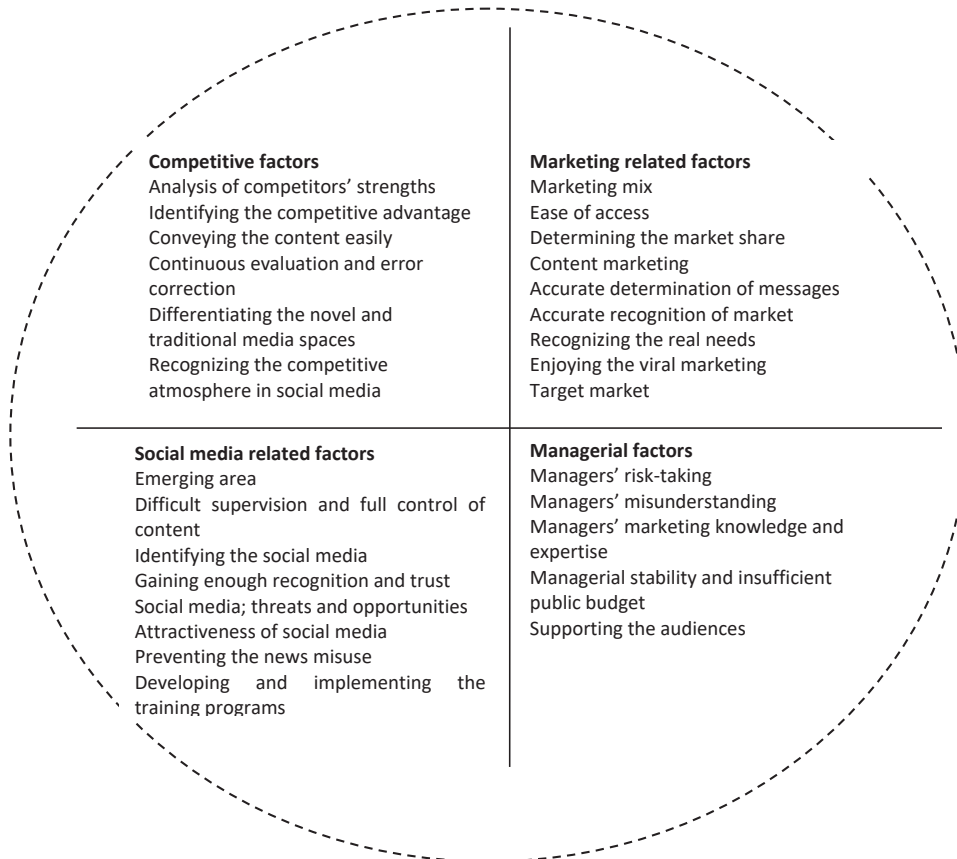 Competitive factors
Analysis of competitors’ strengths
Identifying the competitive advantage
Conveying the content easily
Continuous evaluation and error
correction
Differentiating the novel and
traditional media spaces
Recognizing the competitive
atmosphere in social media
Marketing related factors
Marketing mix
Ease of access
Determining the market share
Content marketing
Accurate determination of messages
Accurate recognition of market
Recognizing the real needs
Enjoying the viral marketing
Target market
Social media related factors
Emerging area
Difficult supervision and full control of
content
Identifying the social media
Gaining enough recognition and trust
Social media; threats and opportunities
Attractiveness of social media
Preventing the news misuse
Developing and implementing the
training programs
Managerial factors
Managers’ risk-taking
Managers’ misunderstanding
Managers’ marketing knowledge and
expertise
Managerial stability and insufficient
public budget
Supporting the audiences